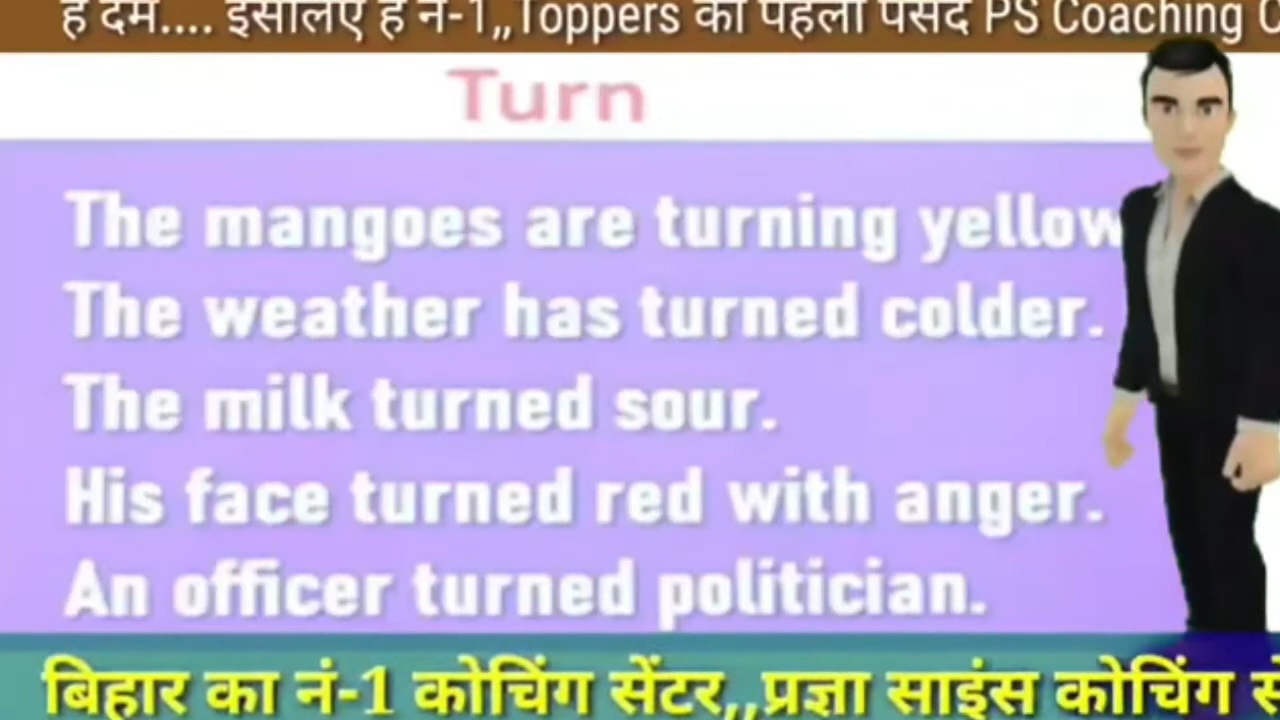 है दम.... इसीलिए है नं-1,,Toppers की पहली पसंद PS Coaching
Turn
The mangoes are turning yellow
The weather has turned colder.
The milk turned sour.
His face turned red with anger.
An officer turned politician.
बिहार का नं-1 कोचिंग सेंटर,,प्रज्ञा साइंस कोचिंग